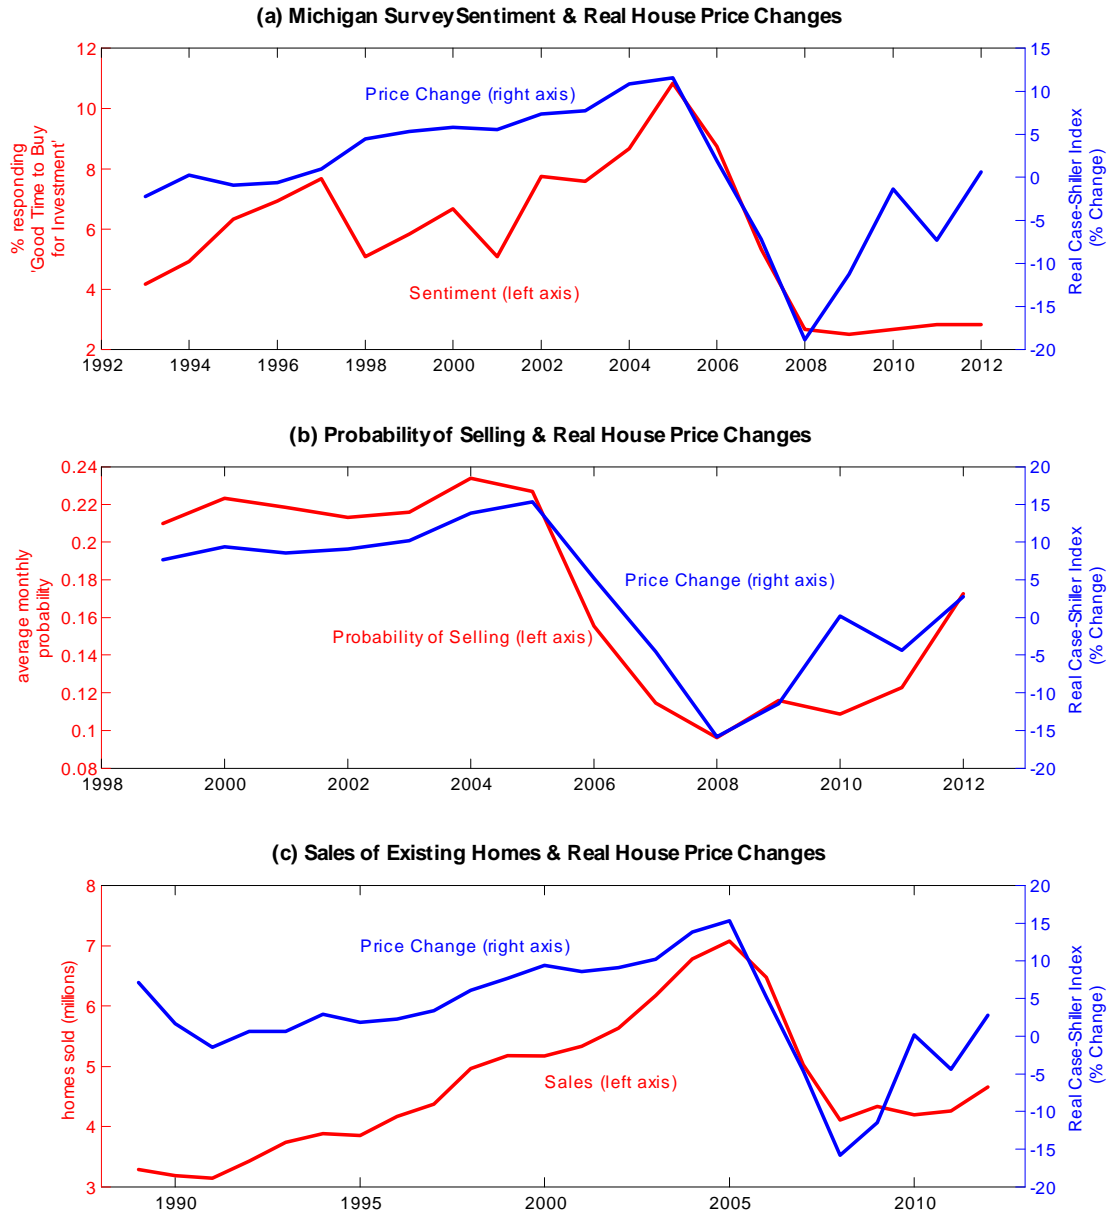 (a) Michigan Survey Sentiment & Real House Price Changes
12
10
8
6
4
2
% responding
'Good Time to Buy
for Investment'
Price Change (right axis)
Sentiment (left axis)
15
10
5
0
-5
-10
-15
-20
Real Case-Shiller Index
(% Change)
1992 1994 1996 1998 2000 2002 2004 2006 2008 2010 2012
(b) Probability of Selling & Real House Price Changes
0.24
0.22
0.2
0.18
0.16
0.14
0.12
0.1
0.08
average monthly
probability
Price Change (right axis)
Probability of Selling (left axis)
20
15
10
5
0
-5
-10
-15
-20
Real Case-Shiller Index
(% Change)
1998 2000 2002 2004 2006 2008 2010 2012
(c) Sales of Existing Homes & Real House Price Changes
8
7
6
5
4
3
homes sold (millions)
Price Change (right axis)
Sales (left axis)
20
15
10
5
0
-5
-10
-15
-20
Real Case-Shiller Index
(% Change)
1990 1995 2000 2005 2010